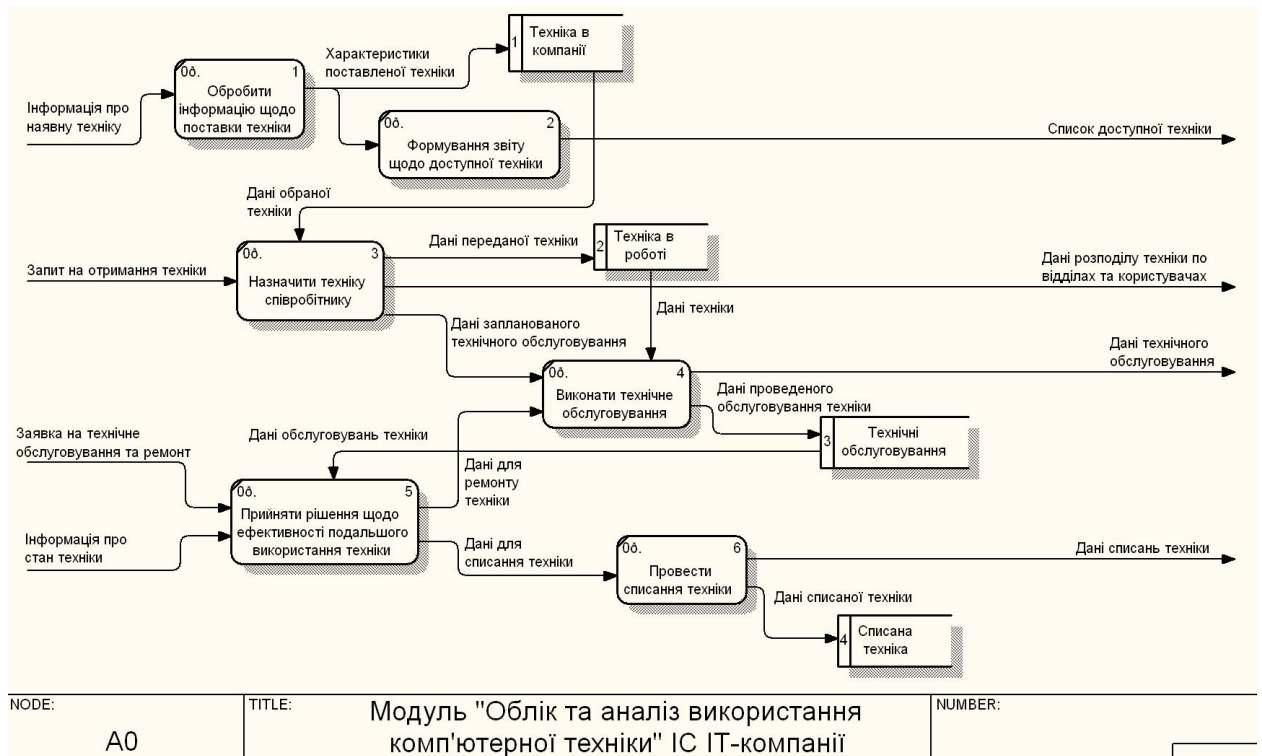 Техніка в
компанії
1
Характеристики
поставленої техніки
0ð.
1
Обробити
інформацію щодо
поставки техніки
Інформація про
наявну техніку
0ð.
2
Формування звіту
щодо доступної техніки
Список доступної техніки
Дані обраної
техніки
0ð.
3
Назначити техніку
співробітнику
Запит на отримання техніки
Дані переданої техніки
2
Техніка в
роботі
Дані розподілу техніки по
відділах та користувачах
Дані техніки
Дані запланованого
технічного обслуговування
0ð.
4
Виконати технічне
обслуговування
Дані технічного
обслуговування
Дані проведеного
обслуговування техніки
3
Технічні
обслуговування
Заявка на технічне
обслуговування та ремонт
Дані обслуговувань техніки
Дані для
ремонту
техніки
0ð.
5
Прийняти рішення щодо
ефективності подальшого
використання техніки
Інформація про
стан техніки
Дані для
списання техніки
0ð.
6
Провести
списання техніки
Дані списань техніки
Дані списаної техніки
4
Списана
техніка
NODE:
A0
TITLE:
Модуль "Облік та аналіз використання
комп'ютерної техніки" ІС ІТ-компанії
NUMBER: